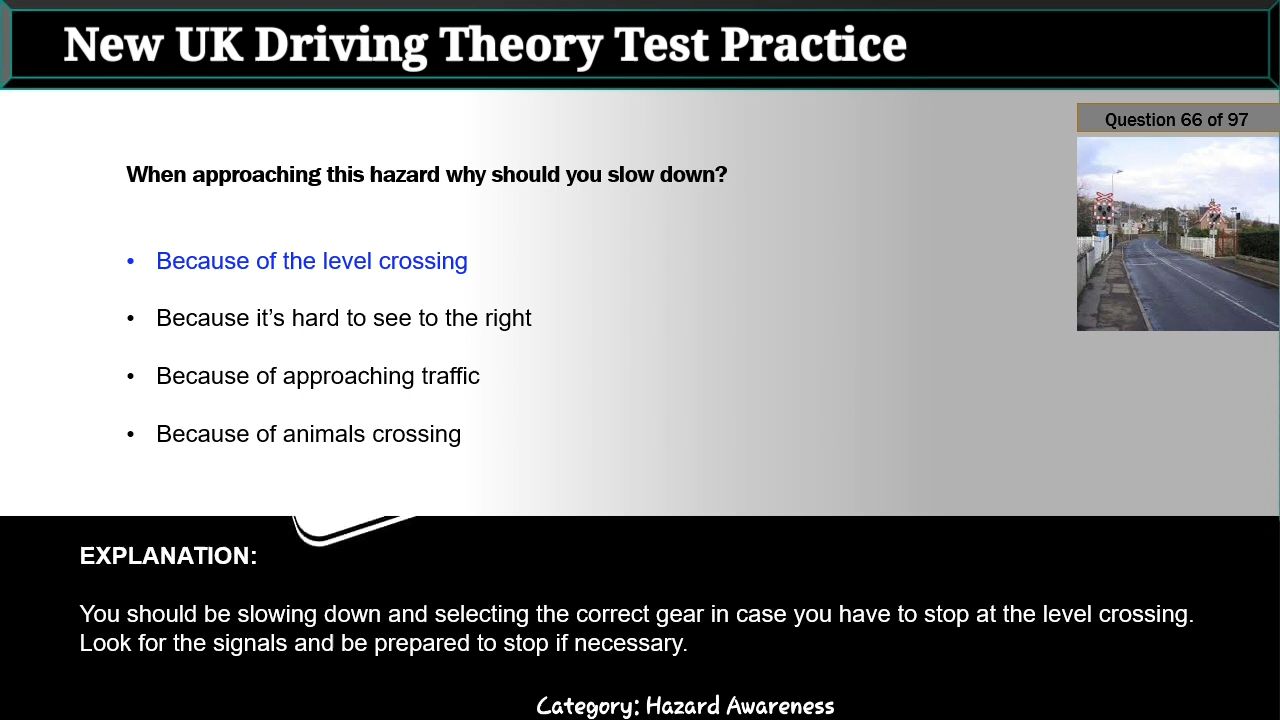 New UK Driving Theory Test Practice
Question 66 of 97
When approaching this hazard why should you slow down?
• Because of the level crossing
• Because it’s hard to see to the right
• Because of approaching traffic
• Because of animals crossing
EXPLANATION:
You should be slowing down and selecting the correct gear in case you have to stop at the level crossing.
Look for the signals and be prepared to stop if necessary.
Category: Hazard Awareness